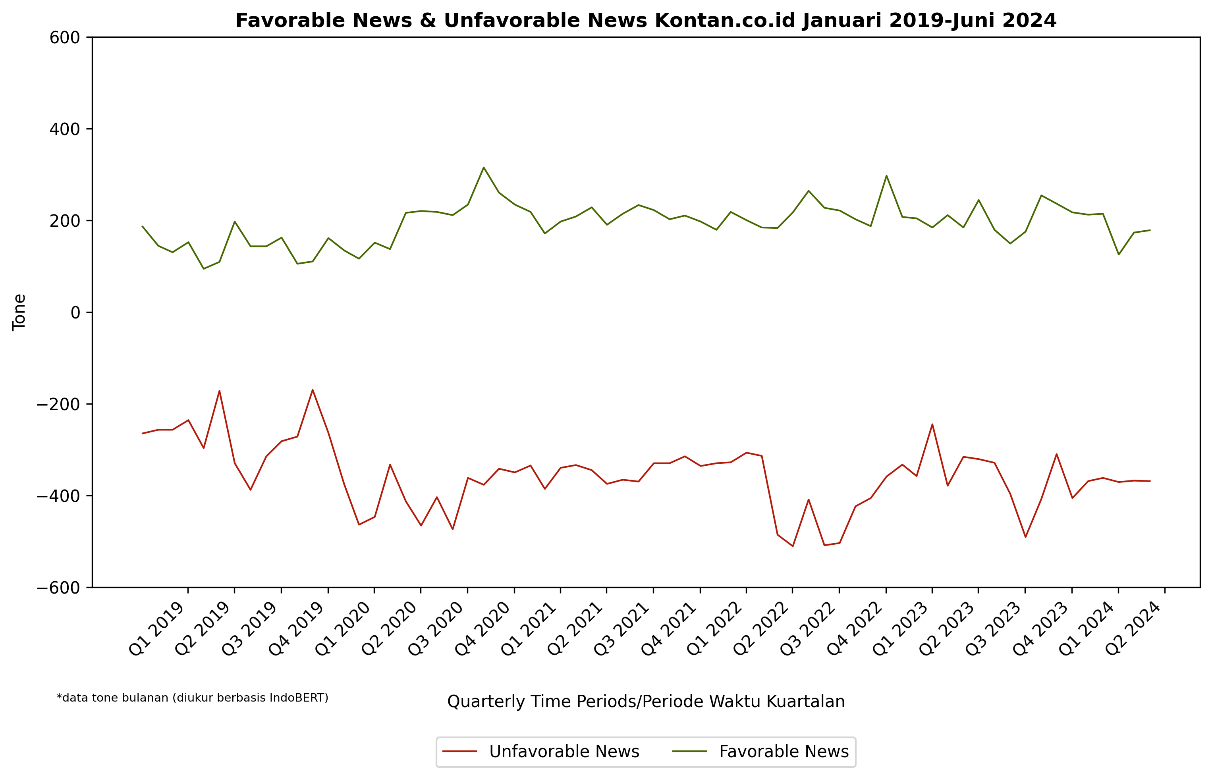 Favorable News & Unfavorable News Kontan.co.id Januari 2019-Juni 2024
600
400
200
0
−200
−400
−600
Tone
Q1 2019
Q2 2019
Q3 2019
Q4 2019
Q1 2020
Q2 2020
Q3 2020
Q4 2020
Q1 2021
Q2 2021
Q3 2021
Q4 2021
Q1 2022
Q2 2022
Q3 2022
Q4 2022
Q1 2023
Q2 2023
Q3 2023
Q4 2023
Q1 2024
Q2 2024
*data tone bulanan (diukur berbasis IndoBERT)
Quarterly Time Periods/Periode Waktu Kuartalan
Unfavorable News
Favorable News